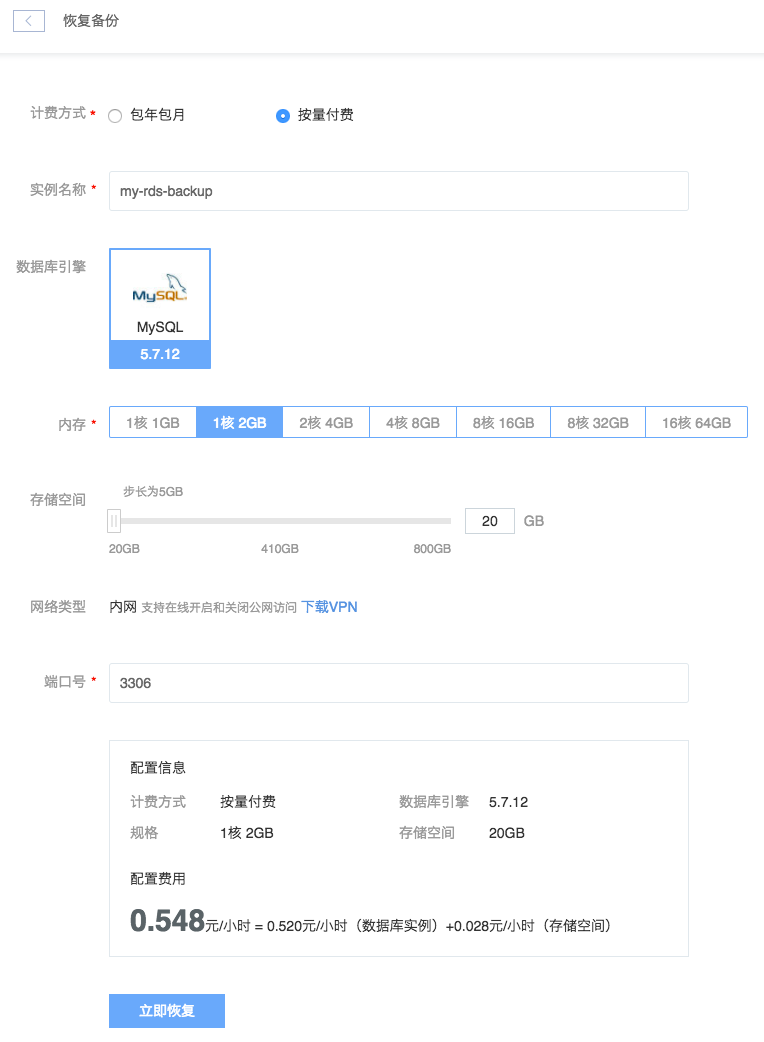 恢复备份
计费方式 * 包年包月 按量付费
实例名称 * my-rds-backup
数据库引擎
MySQL
MySQL
5.7.12
内存 * 1核 1GB 1核 2GB 2核 4GB 4核 8GB 8核 16GB 8核 32GB 16核 64GB
步长为5GB
存储空间 20 GB
20GB 410GB 800GB
网络类型 内网 支持在线开启和关闭公网访问 下载VPN
端口号 * 3306
配置信息
计费方式 按量付费 数据库引擎 5.7.12
规格 1核 2GB 存储空间 20GB
配置费用
0.548元/小时 = 0.520元/小时（数据库实例）+0.028元/小时（存储空间）
立即恢复